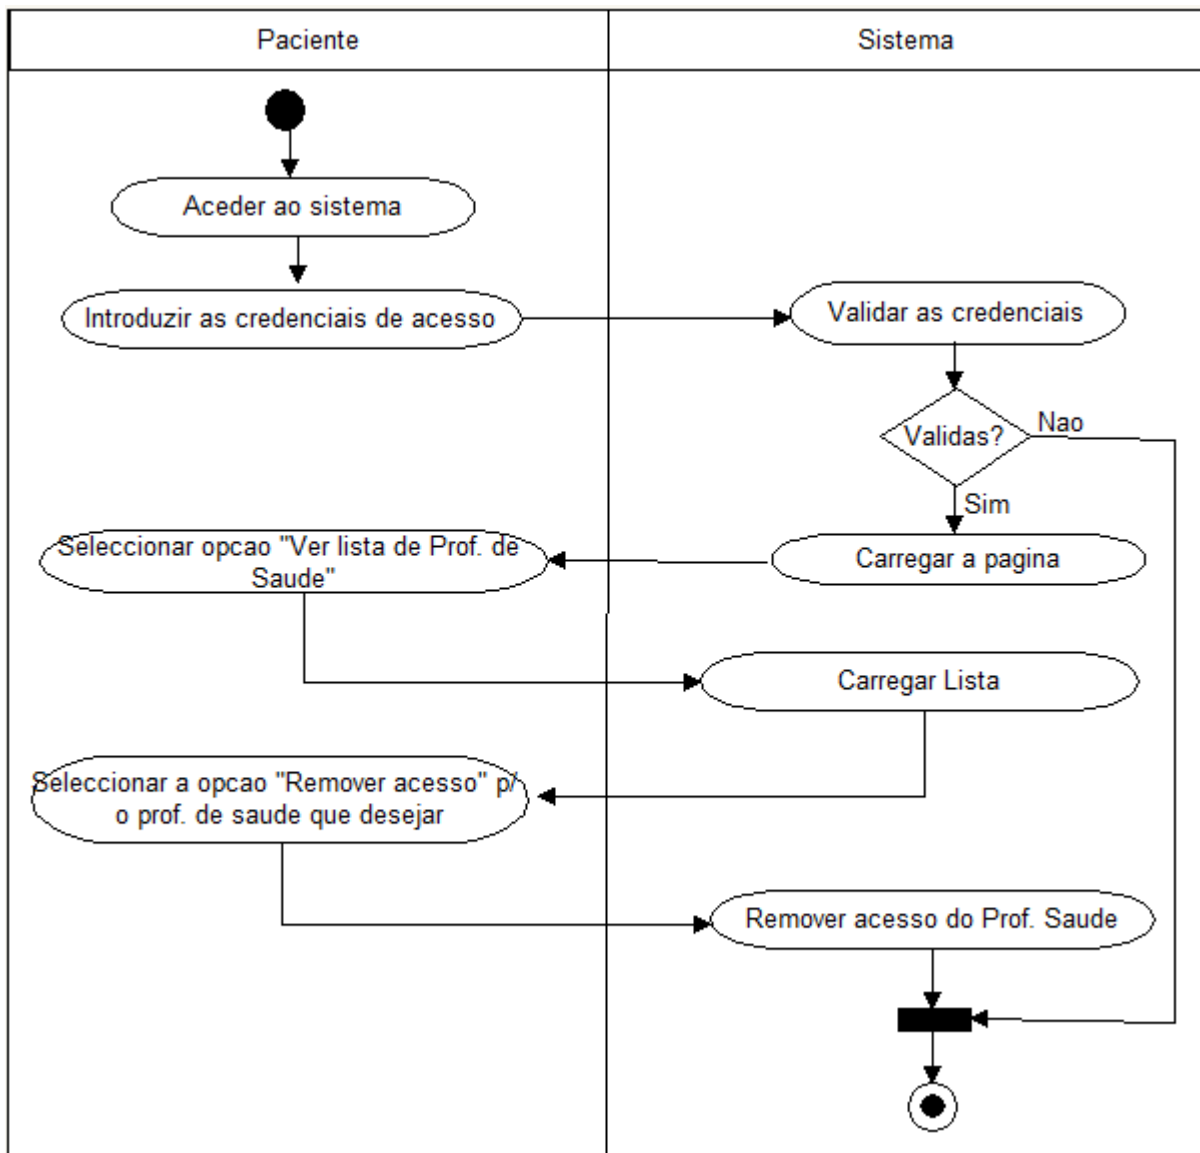 Paciente
Sistema
Aceder ao sistema
Introduzir as credenciais de acesso
Validar as credenciais
Validas?
Nao
Sim
Carregar a pagina
Seleccionar opcao "Ver lista de Prof. de
Saude"
Carregar Lista
Seleccionar a opcao "Remover acesso" p/
o prof. de saude que desejar
Remover acesso do Prof. Saude